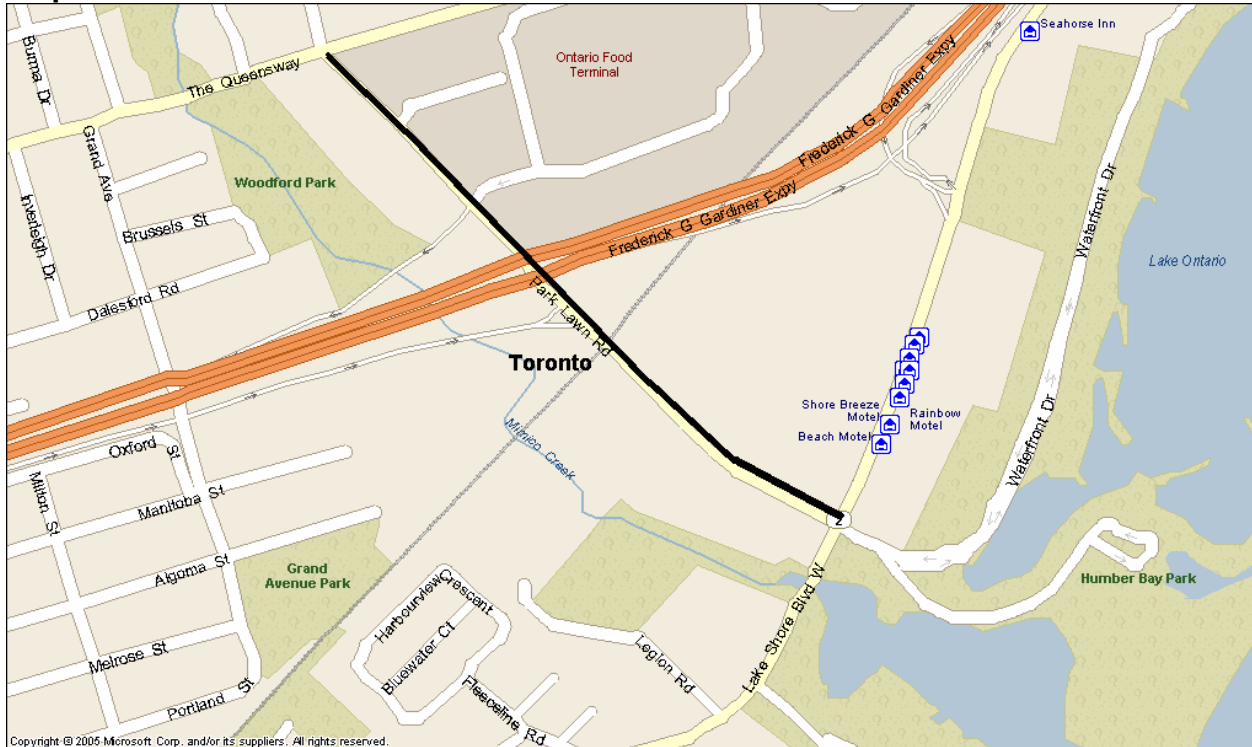 Seahorse Inn
Ontario Food
Terminal
Burma Dr
The Queensway
Frederick G Gardiner Expy
Grand Ave
Woodford Park
Inverleigh Dr
Brussels St
Frederick G Gardiner Expy
Waterfront Dr
Lake Ontario
Dalesford Rd
Park Lawn Rd
Toronto
Shore Breeze
Motel
Rainbow
Motel
Beach Motel
Mimico Creek
Waterfront Dr
Oxford St
Milton St
Manitoba St
2
Algoma St
Grand
Avenue Park
Humber Bay Park
Harbourview Crescent
Bluewater Ct
Legion Rd
Lake Shore Blvd W
Melrose St
Portland St
Fleeceline Rd
Copyright © 2005 Microsoft Corp. and/or its suppliers. All rights reserved.